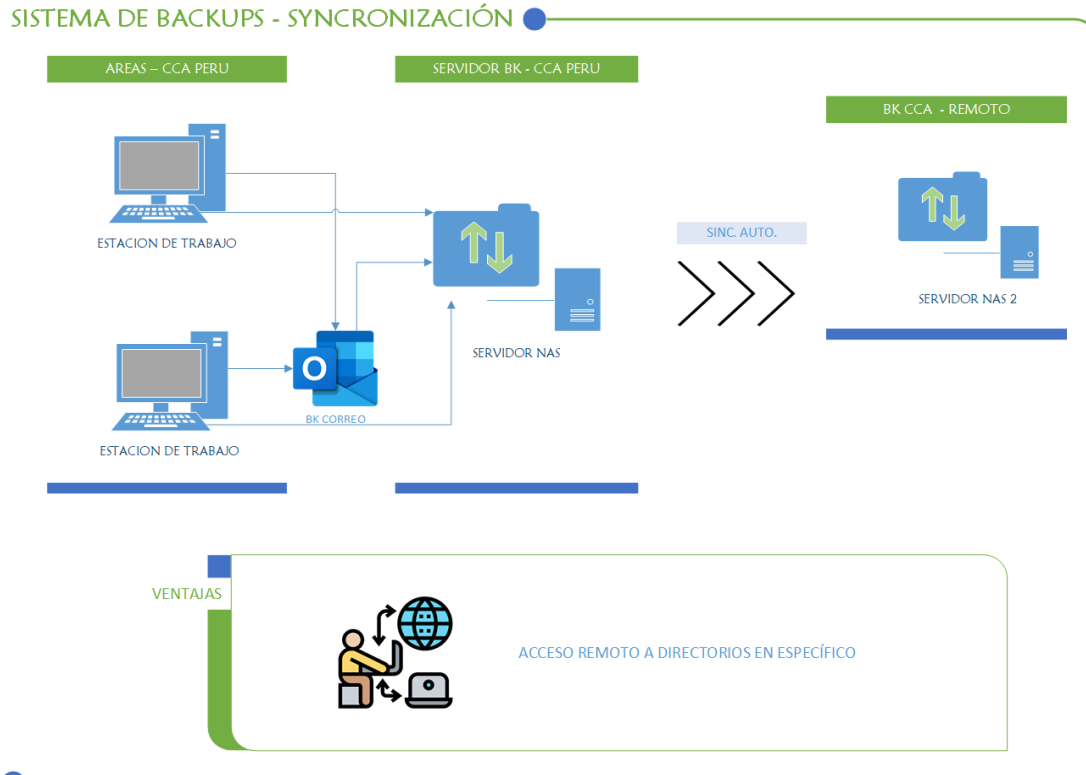 SISTEMA DE BACKUPS - SYNCRONIZACIÓN
AREAS – CCA PERU
SERVIDOR BK - CCA PERU
BK CCA - REMOTO
ESTACION DE TRABAJO
SINC. AUTO.
SERVIDOR NAS 2
SERVIDOR NAS
O
BK CORREO
ESTACION DE TRABAJO
VENTAJAS
ACCESO REMOTO A DIRECTORIOS EN ESPECÍFICO